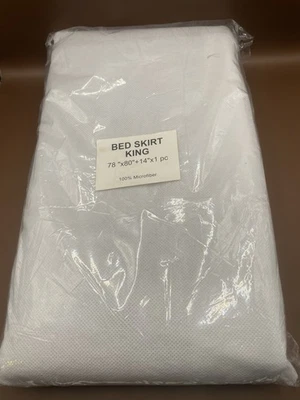 BED SKIRT
KING
78 "x80"+14"x1 pc
100% Microfiber